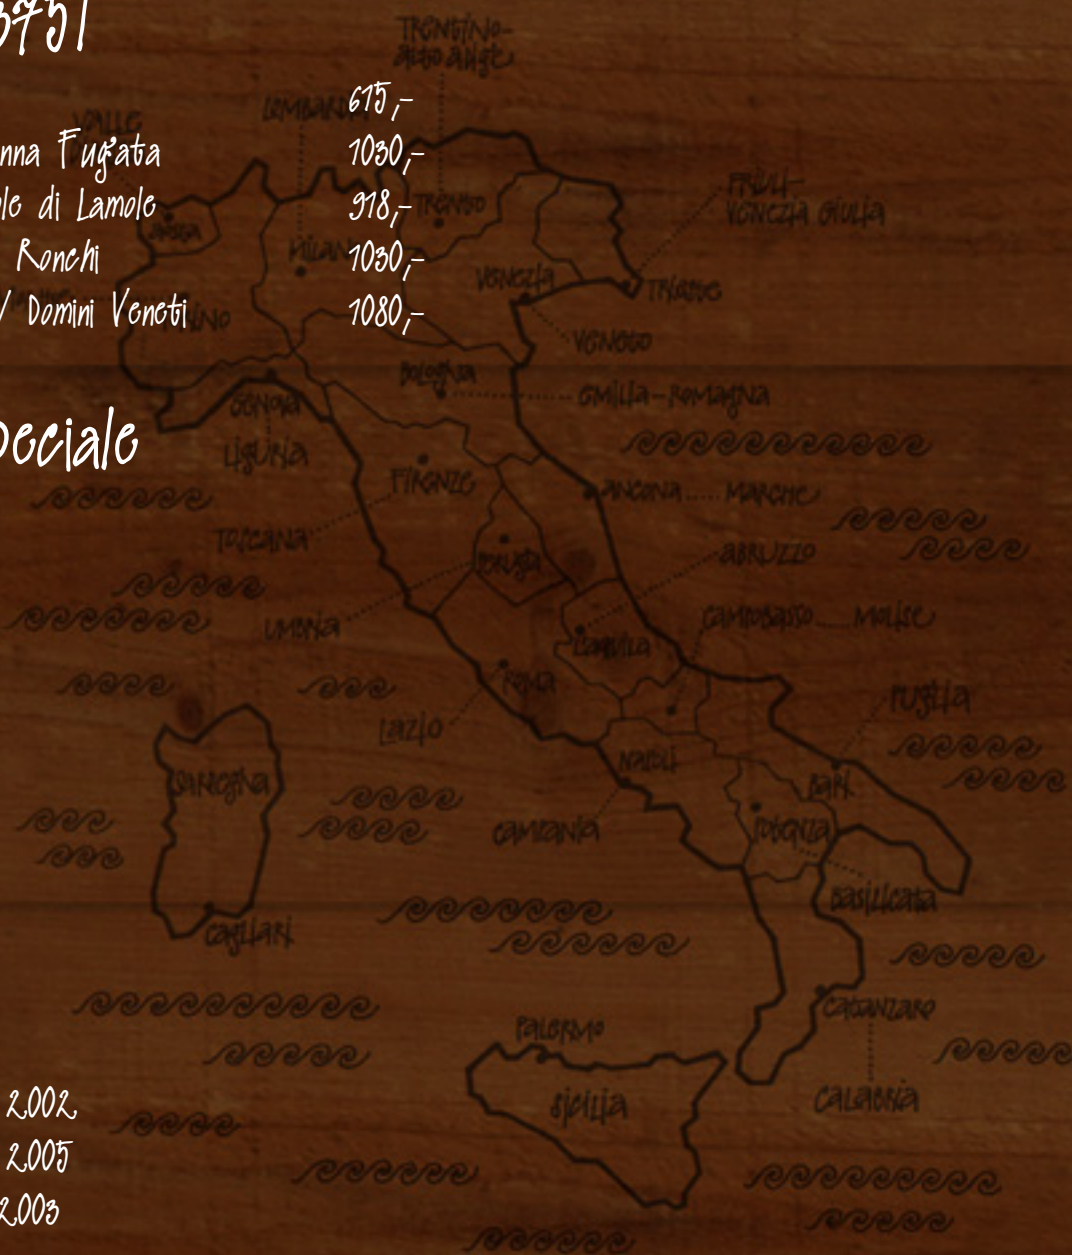 3751
TRENTINO-
ALTO ADIGE
LOMBARDIA 615,-
VALLE
nna Fugata 1030,-
FRIULI-
VENEZIA GIULIA
le di Lamole 918,-
TRENTO
AOSTA
MILANO
Ronchi 1030,-
VENEZIA
TRIESTE
/ Domini Veneti 1080,-
VENETO
BOLOGNA
EMILIA-ROMAGNA
GENOVA
peciale
LIGURIA
FIRENZE
ANCONA MARCHE
TOSCANA
ABRUZZO
PERUGIA
UMBRIA
CAMPOBASSO MOLISE
L'AQUILA
ROMA
LAZIO
PUGLIA
NAPOLI
SARDEGNA
BARI
CAMPANIA
POTENZA
BASILICATA
CAGLIARI
CATANZARO
PALERMO
CALABRIA
SICILIA
2002
2005
2003